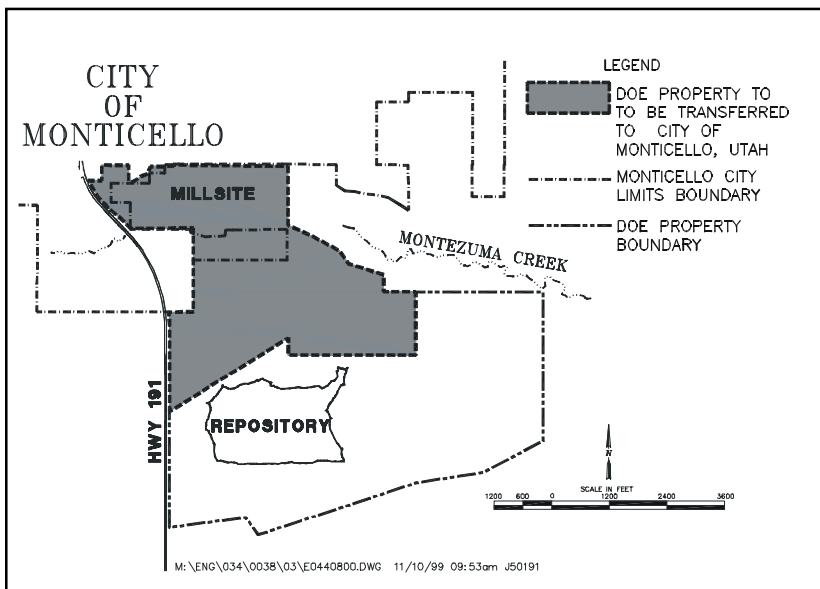 CITY
OF
MONTICELLO
LEGEND
DOE PROPERTY TO
TO BE TRANSFERRED
TO CITY OF
MONTICELLO, UTAH
MONTICELLO CITY
LIMITS BOUNDARY
DOE PROPERTY
BOUNDARY
MILLSITE
MONTEZUMA CREEK
HWY 191
REPOSITORY
N
SCALE IN FEET
1200 600 0 1200 2400 3600
M:\ENG\034\0038\03\E0440800.DWG 11/10/99 09:53am J50191